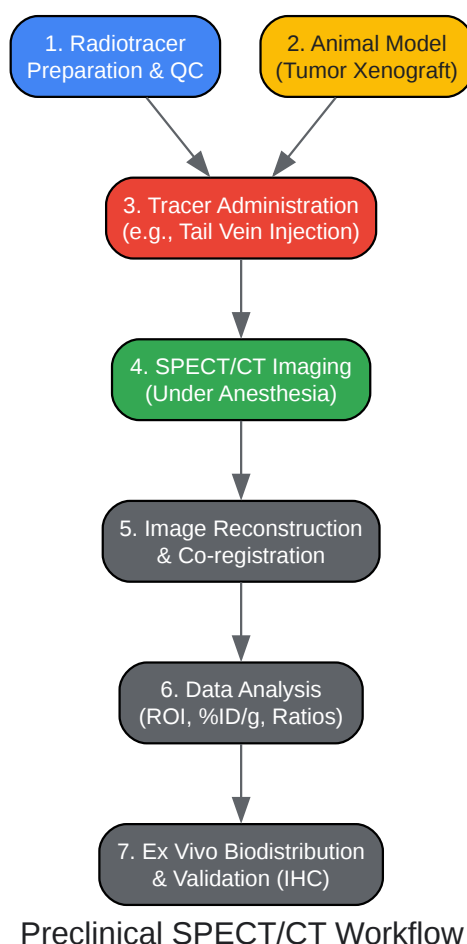 1. Radiotracer
Preparation & QC
2. Animal Model
(Tumor Xenograft)
3. Tracer Administration
(e.g., Tail Vein Injection)
4. SPECT/CT Imaging
(Under Anesthesia)
5. Image Reconstruction
& Co-registration
6. Data Analysis
(ROI, %ID/g, Ratios)
7. Ex Vivo Biodistribution
& Validation (IHC)
Preclinical SPECT/CT Workflow